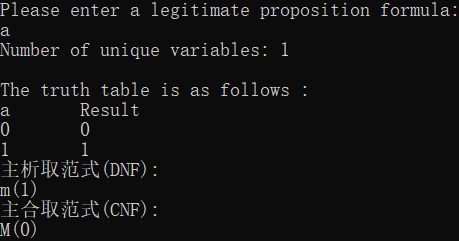 Please enter a legitimate proposition formula:
a
Number of unique variables: 1
The truth table is as follows :
a Result
0 0
1 1
主析取范式(DNF):
m(1)
主合取范式(CNF):
M(0)